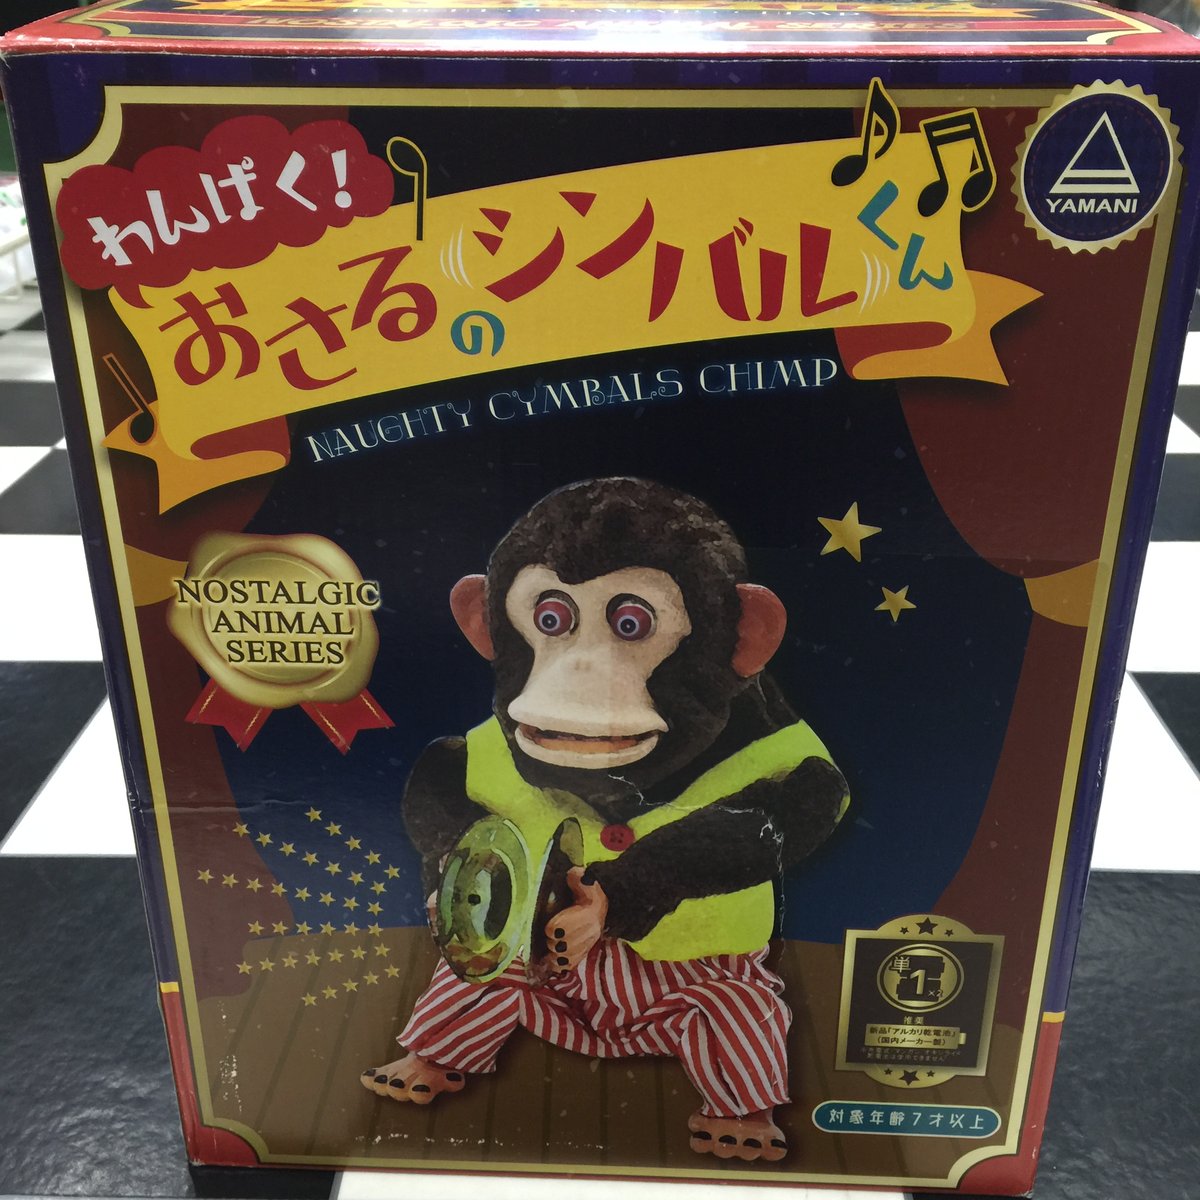 わんぱく!
おさるのシンバルくん
NAUGHTY CYMBALS CHIMP
YAMANI
NOSTALGIC
ANIMAL
SERIES
単
1
×2
推奨
新品「アルカリ乾電池」
(国内メーカー製)
対象年齢7才以上